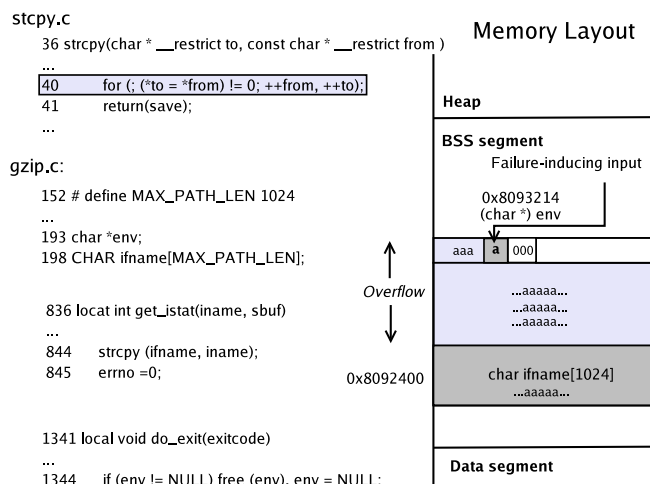 stcpy.c
36 strcpy(char * __restrict to, const char * __restrict from )
...
40 for (; (*to = *from) != 0; ++from, ++to);
41 return(save);
...
gzip.c:
152 # define MAX_PATH_LEN 1024
...
193 char *env;
198 CHAR ifname[MAX_PATH_LEN];
836 locat int get_istat(iname, sbuf)
...
844 strcpy (ifname, iname);
845 errno =0;
1341 local void do_exit(exitcode)
...
1344 if (env != NULL) free (env), env = NULL;
Memory Layout
Heap
BSS segment
Failure-inducing input
0x8093214
(char *) env
aaa a 000
Overflow
...aaaaa...
...aaaaa...
...aaaaa...
0x8092400
char ifname[1024]
...aaaaa...
Data segment